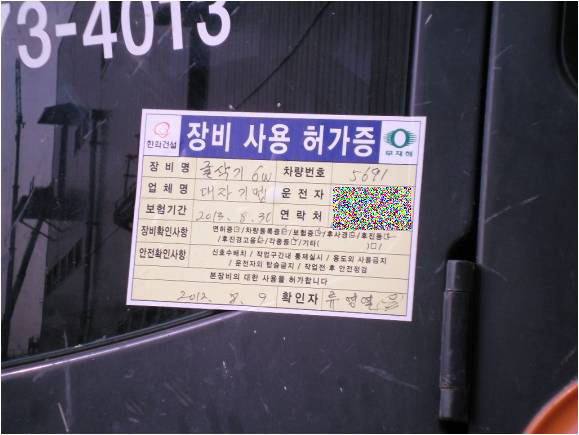 73-4013
한화건설 장비 사용 허가증 무재해
장 비 명 굴삭기 6W 차량번호 5691
업 체 명 대자기멥 운 전 자
보험기간 2013. 8. 30 연 락 처
장비확인사항 면허증□/차량등록증□/보험증□/후사경□/후진등□
/후진경고음□/각종등□/기타( )□/
안전확인사항 신호수배치 / 작업구간내 통제실시 / 용도외 사용금지
/ 운전자외 탑승금지 / 작업전·후 안전점검
본장비의 대한 사용을 허가합니다
2012. 8. 9 확인자 류